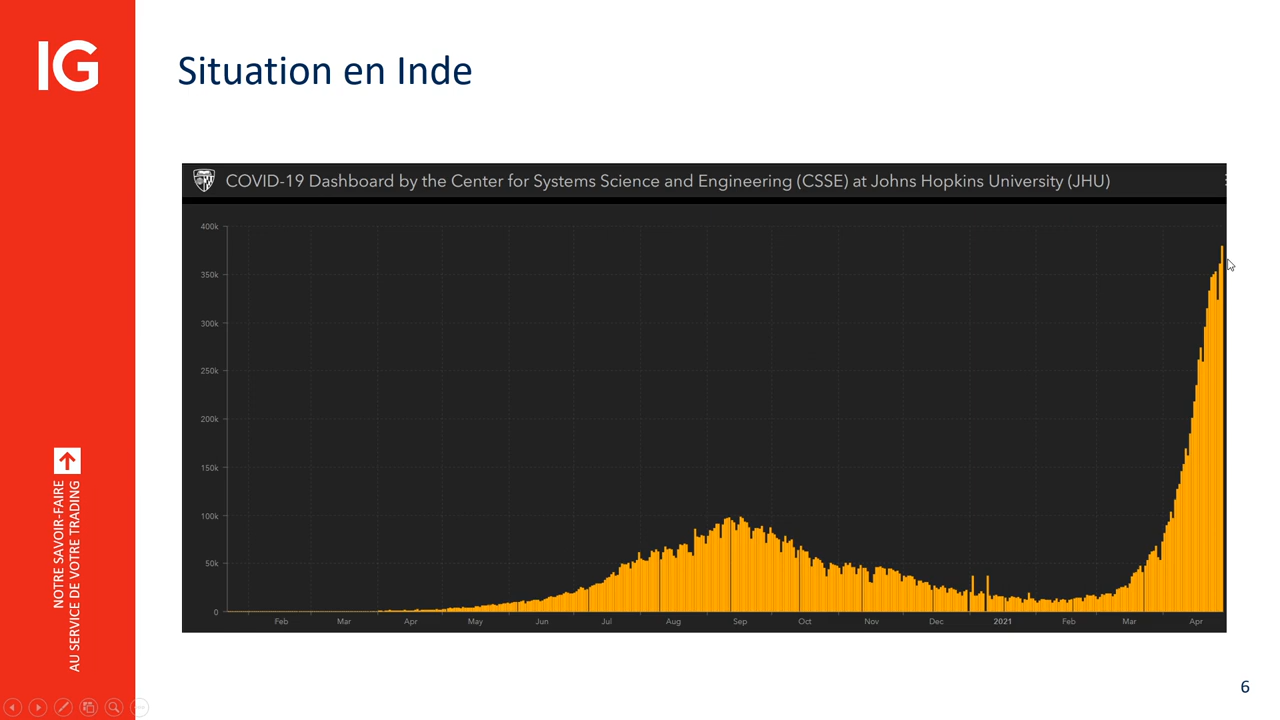 IG
Situation en Inde
COVID-19 Dashboard by the Center for Systems Science and Engineering (CSSE) at Johns Hopkins University (JHU)
400k
350k
300k
250k
200k
150k
100k
50k
0
Feb Mar Apr May Jun Jul Aug Sep Oct Nov Dec 2021 Feb Mar Apr
NOTRE SAVOIR-FAIRE
AU SERVICE DE VOTRE TRADING
6